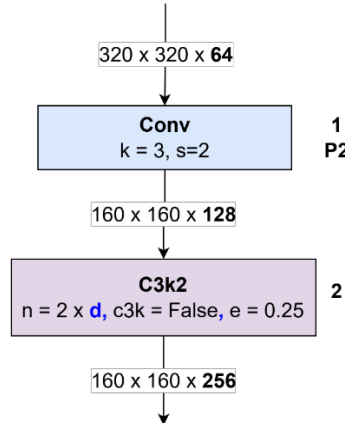 320 x 320 x 64
Conv
k = 3, s=2
1
P2
160 x 160 x 128
C3k2
n = 2 x d, c3k = False, e = 0.25
2
160 x 160 x 256